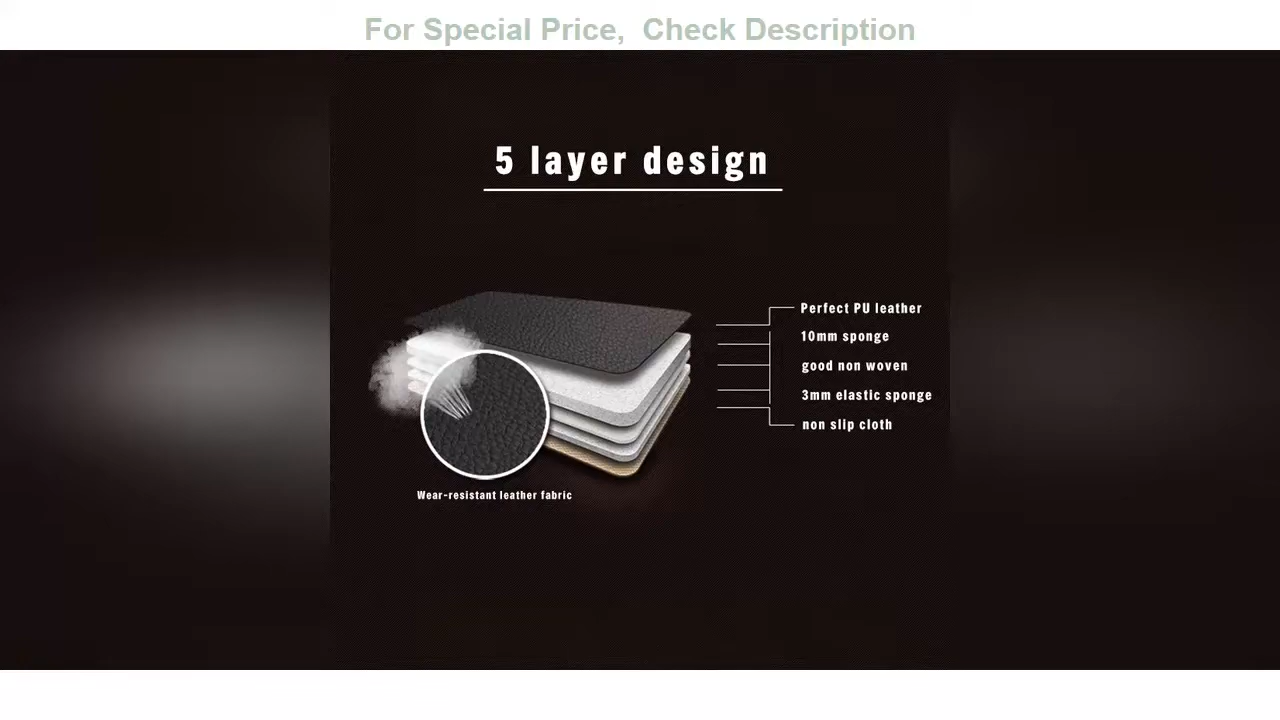 For Special Price,  Check Description
5 layer design
Perfect PU leather
10mm sponge
good non woven
3mm elastic sponge
non slip cloth
Wear-resistant leather fabric